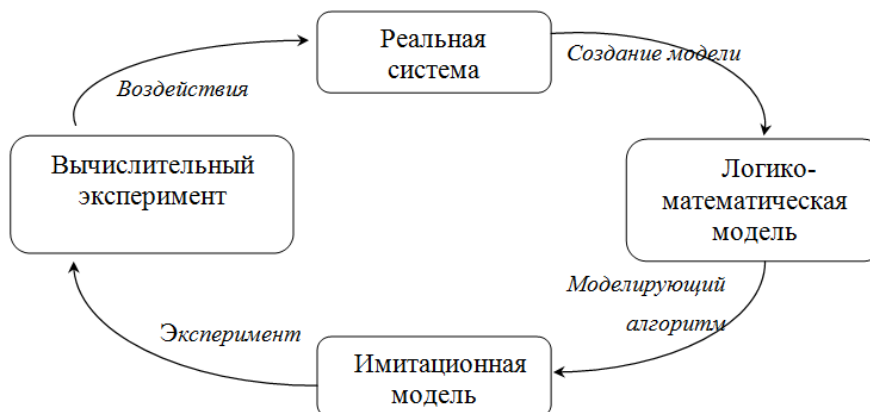 Реальная
система
Создание модели
Воздействия
Вычислительный
эксперимент
Логико-
математическая
модель
Моделирующий
алгоритм
Эксперимент
Имитационная
модель